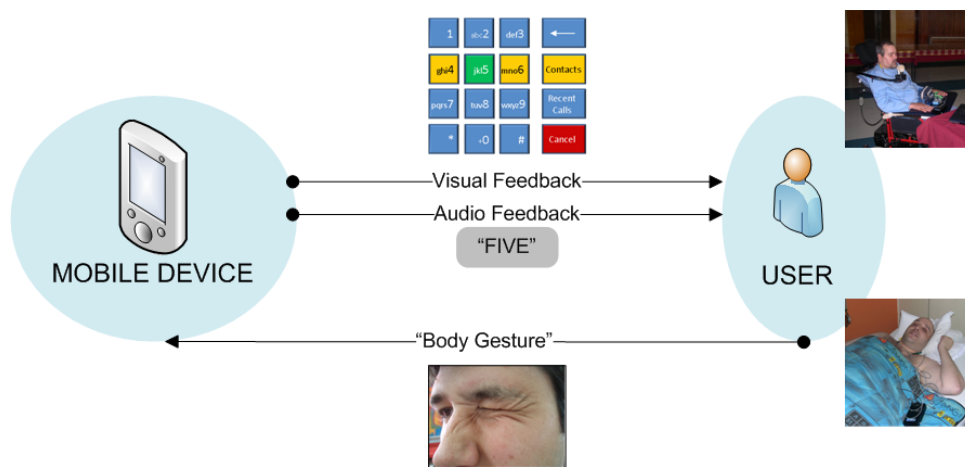 1 abc2 def3
ghi4 jkl5 mno6 Contacts
pqrs7 tuv8 wxyz9 Recent
Calls
* +0 # Cancel
Visual Feedback
Audio Feedback
“FIVE”
MOBILE DEVICE
USER
“Body Gesture”